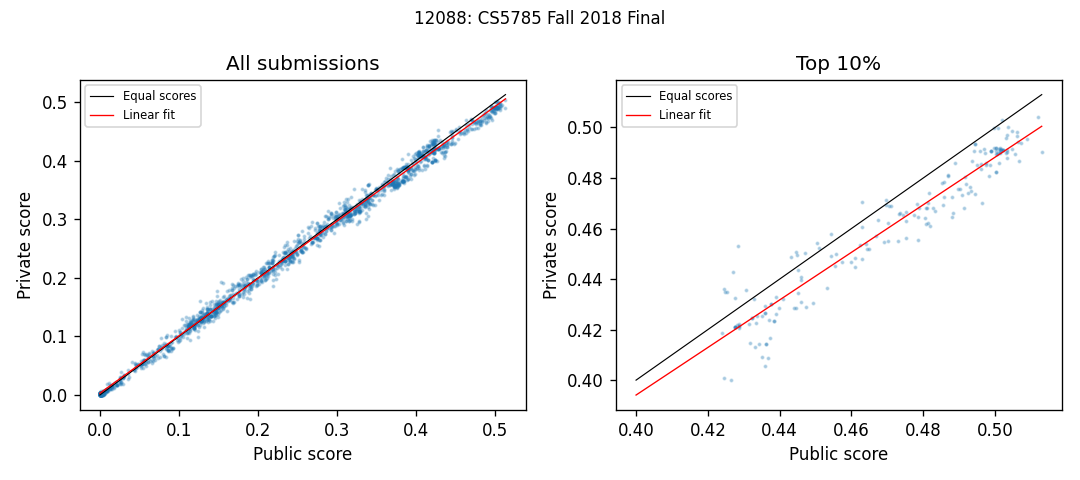 12088: CS5785 Fall 2018 Final
All submissions
Equal scores
Linear fit
Private score
0.5
0.4
0.3
0.2
0.1
0.0
0.0 0.1 0.2 0.3 0.4 0.5
Public score
Top 10%
Equal scores
Linear fit
Private score
0.50
0.48
0.46
0.44
0.42
0.40
0.40 0.42 0.44 0.46 0.48 0.50
Public score